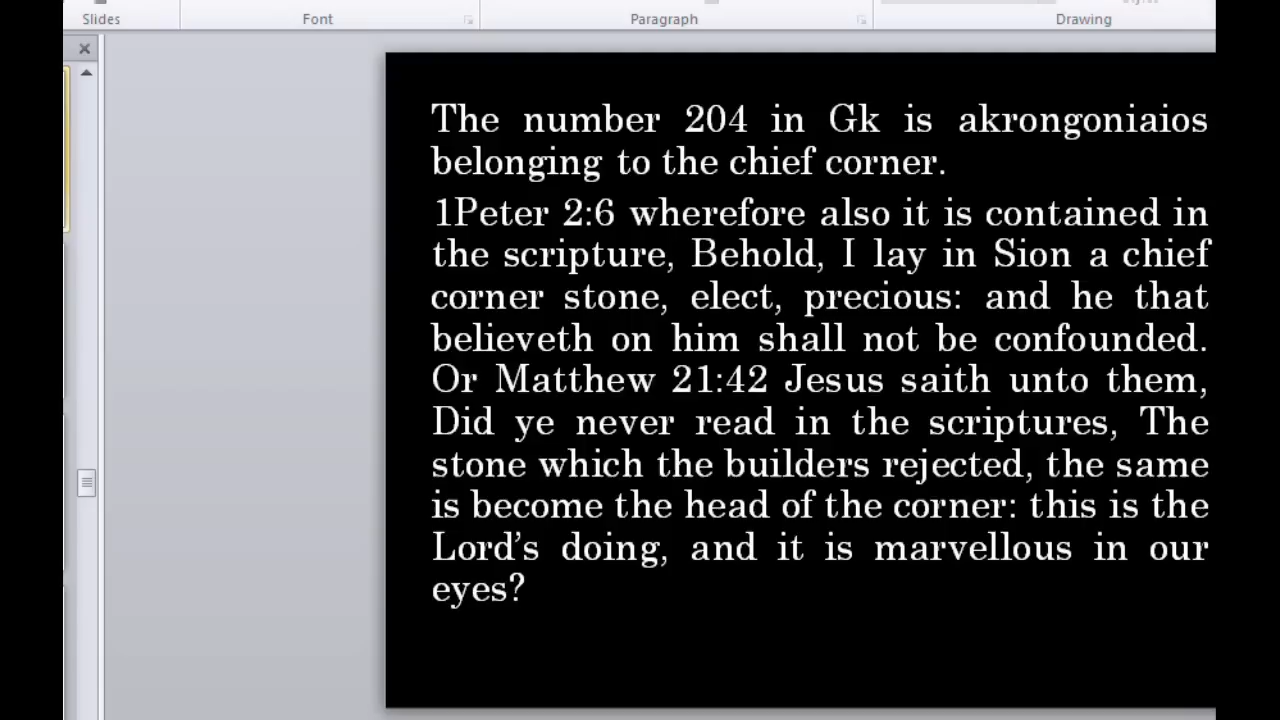 Slides Font Paragraph Drawing
The number 204 in Gk is akrongoniaios
belonging to the chief corner.
1Peter 2:6 wherefore also it is contained in
the scripture, Behold, I lay in Sion a chief
corner stone, elect, precious: and he that
believeth on him shall not be confounded.
Or Matthew 21:42 Jesus saith unto them,
Did ye never read in the scriptures, The
stone which the builders rejected, the same
is become the head of the corner: this is the
Lord’s doing, and it is marvellous in our
eyes?